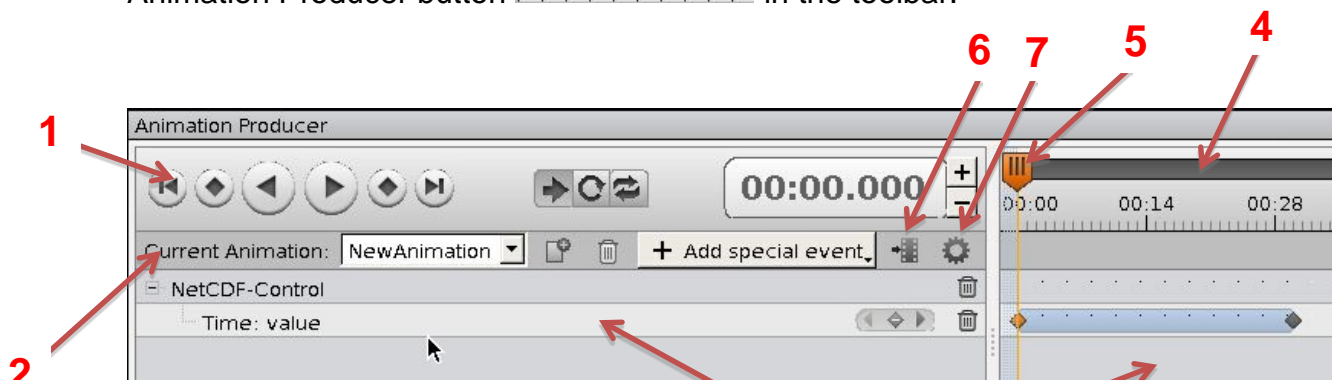 Animation Producer button in the toolbar.
4
5
6 7
1
Animation Producer
00:00.000 + −
00:00 00:14 00:28
Current Animation: NewAnimation + Add special event
NetCDF-Control
Time: value
2